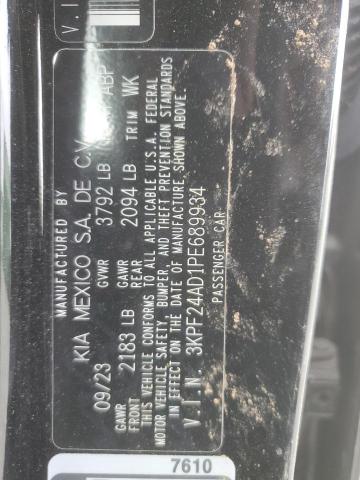 MANUFACTURED BY
KIA MEXICO S.A. DE C.V.
09/23 GVWR 3792 LB ABP
GAWR 2183 LB GAWR REAR 2094 LB TRIM WK
THIS VEHICLE CONFORMS TO ALL APPLICABLE U.S.A. FEDERAL
MOTOR VEHICLE SAFETY, BUMPER, AND THEFT PREVENTION STANDARDS
IN EFFECT ON THE DATE OF MANUFACTURE SHOWN ABOVE.
V.I.N. 3KPF24AD1PE689934
PASSENGER CAR
V.I
7610